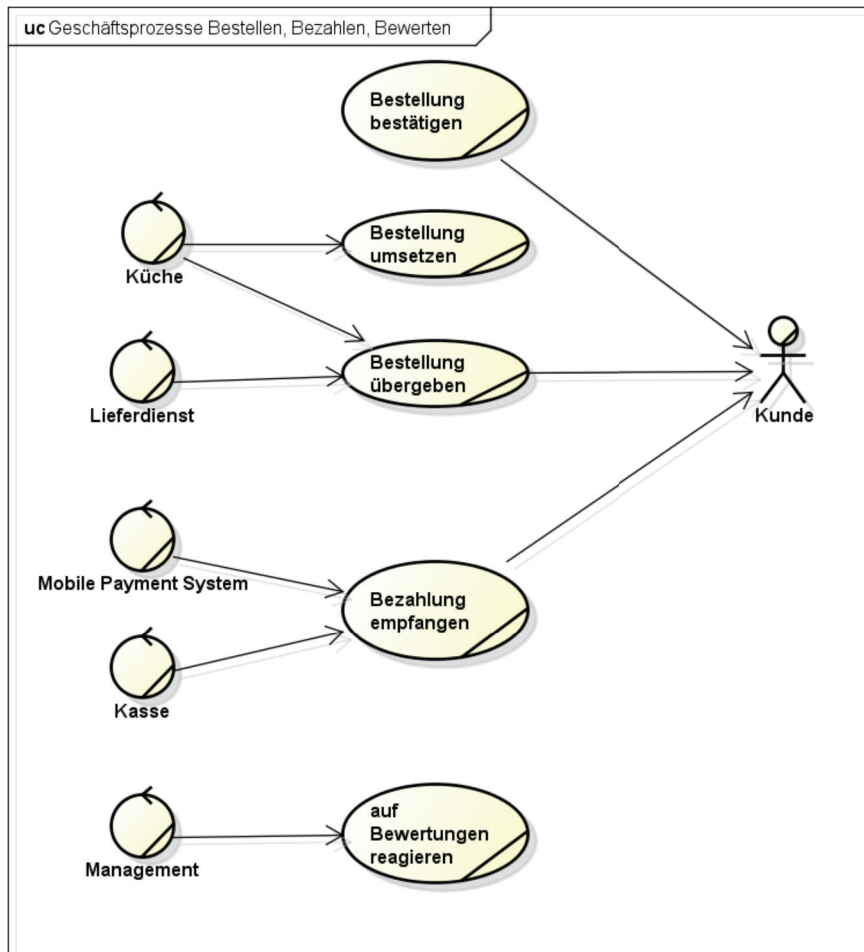 uc Geschäftsprozesse Bestellen, Bezahlen, Bewerten
Bestellung
bestätigen
Küche
Bestellung
umsetzen
Lieferdienst
Bestellung
übergeben
Kunde
Mobile Payment System
Bezahlung
empfangen
Kasse
Management
auf
Bewertungen
reagieren